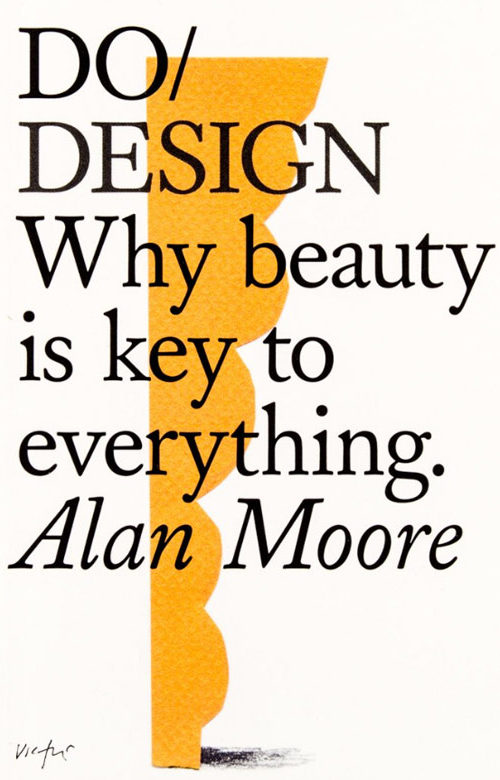 DO/
DESIGN
Why beauty
is key to
everything.
Alan Moore